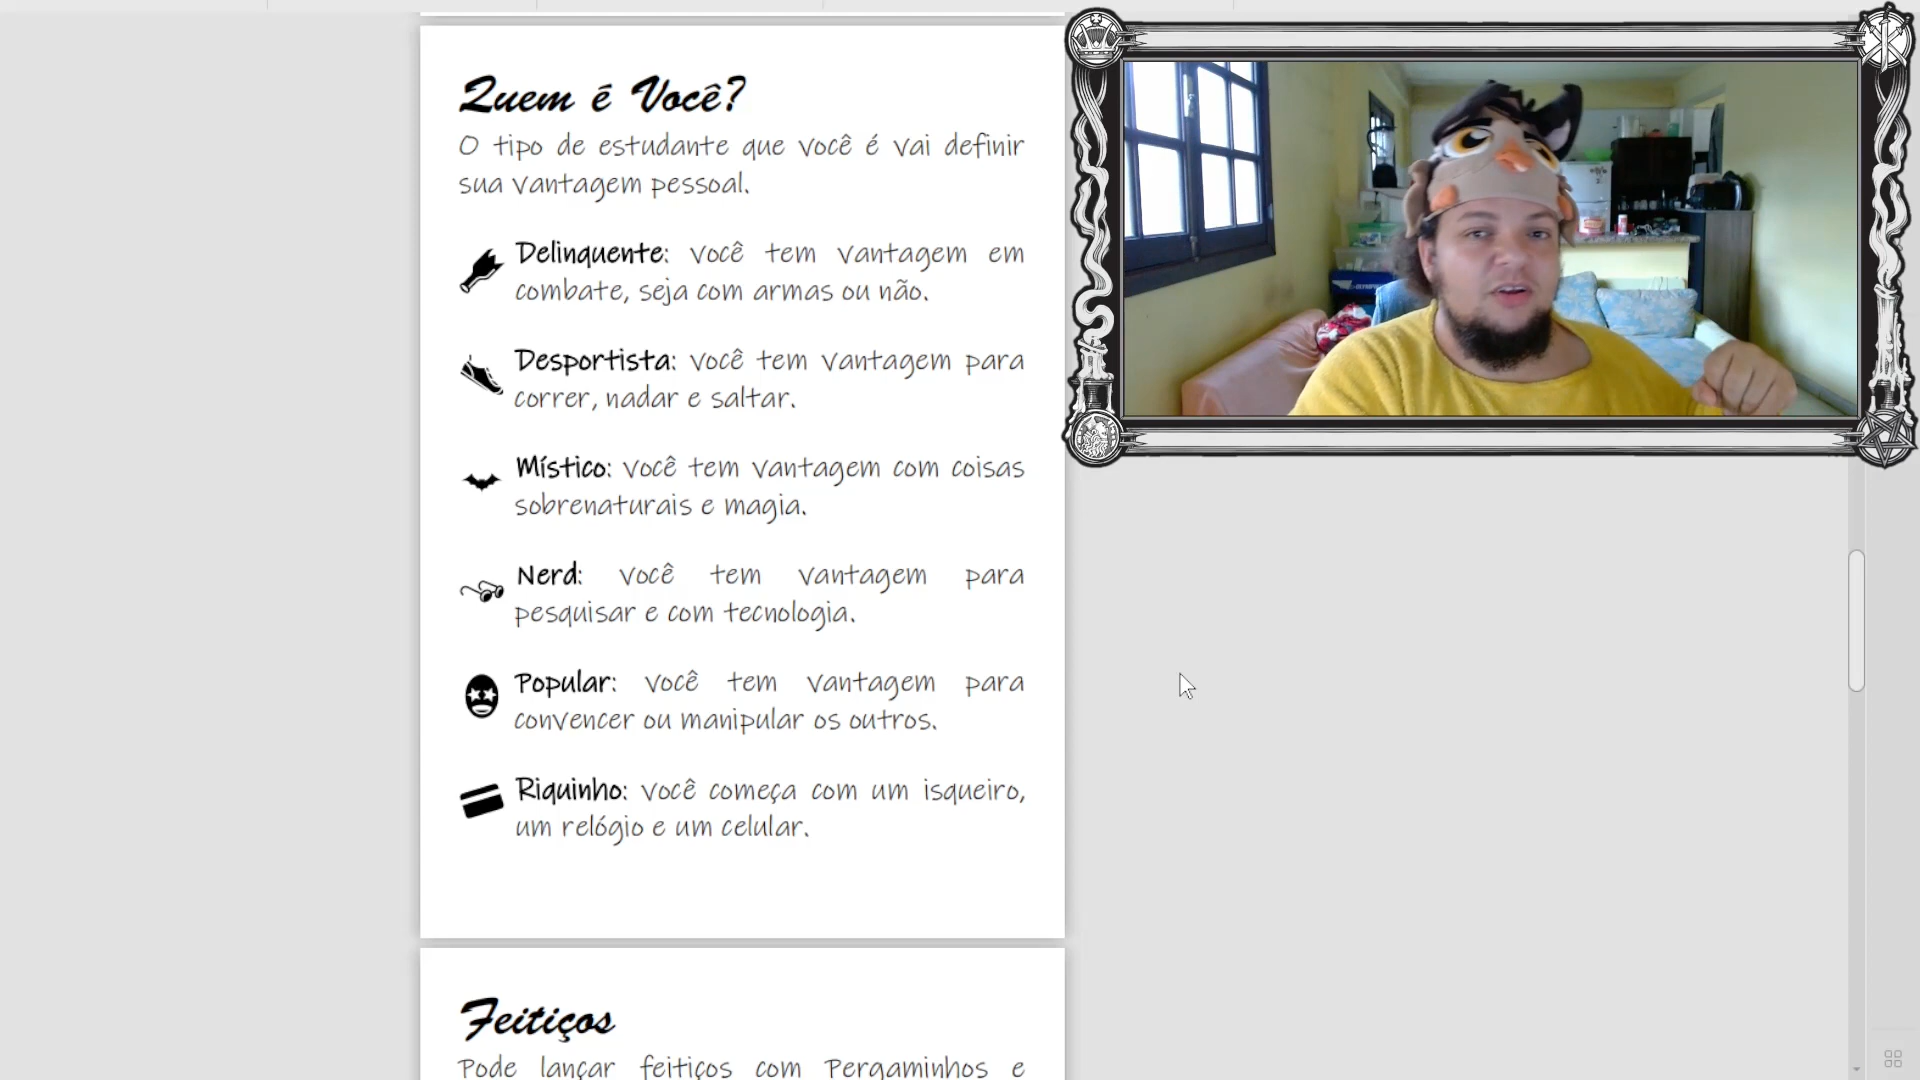 Quem é Você?
O tipo de estudante que você é vai definir
sua vantagem pessoal.
Delinquente: você tem vantagem em
combate, seja com armas ou não.
Desportista: você tem vantagem para
correr, nadar e saltar.
Místico: você tem vantagem com coisas
sobrenaturais e magia.
Nerd: você tem vantagem para
pesquisar e com tecnologia.
Popular: você tem vantagem para
convencer ou manipular os outros.
Riquinho: você começa com um isqueiro,
um relógio e um celular.
Feitiços
Pode lançar feitiços com Pergaminhos e